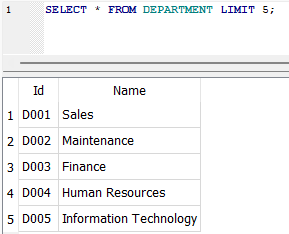 1 SELECT * FROM DEPARTMENT LIMIT 5;
Id Name
1 D001 Sales
2 D002 Maintenance
3 D003 Finance
4 D004 Human Resources
5 D005 Information Technology